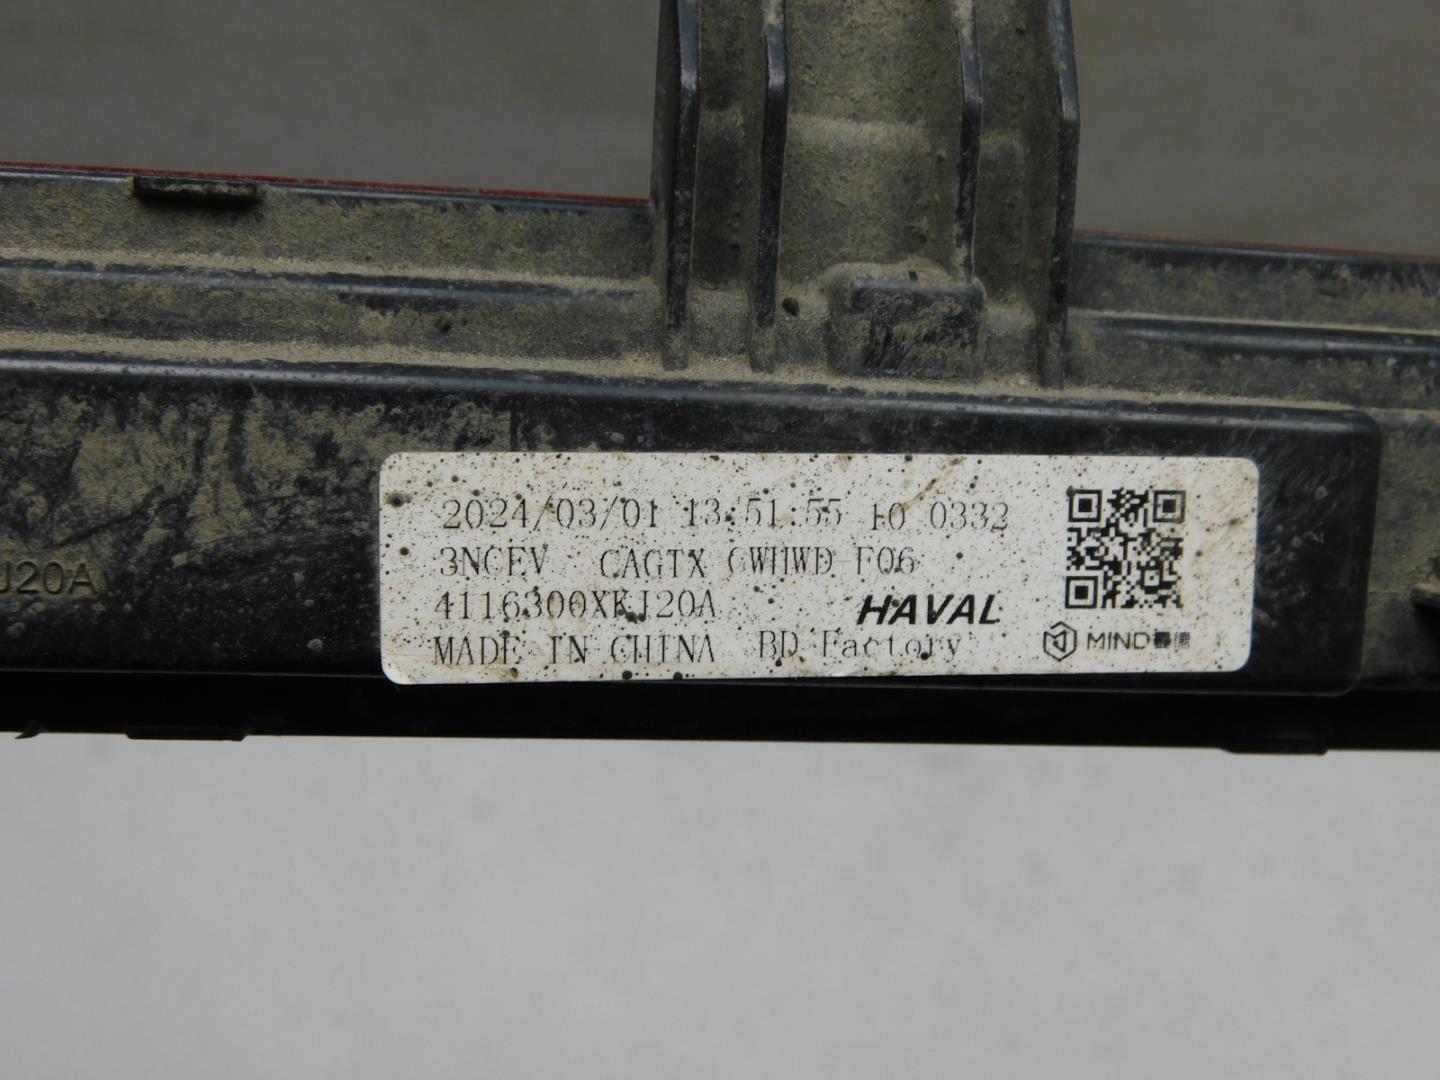 2024/03/01 13:51:55 10 0332
3NCEV CAGTX GWHWD-F06
J20A
4116300XKJ20A HAVAL
MADE IN CHINA BD Factory MIND